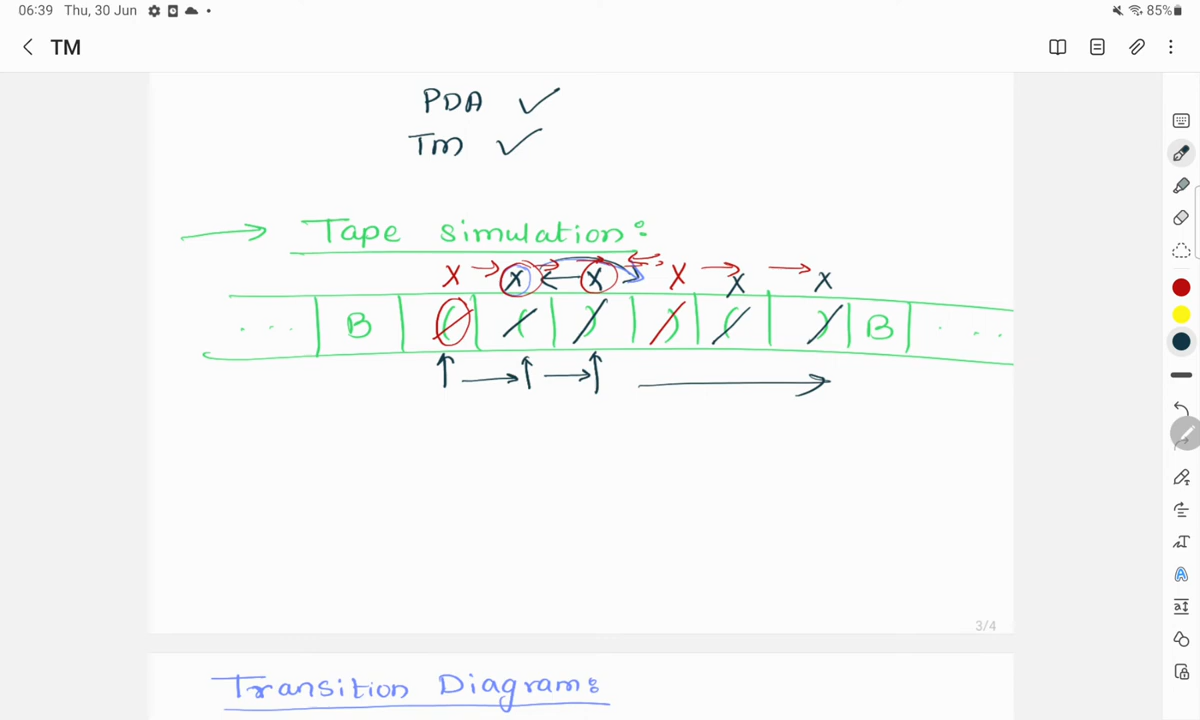 06:39 Thu, 30 Jun 85%
TM
PDA ✓
Tm ✓
→ Tape simulation:
X → X → ← X → X → X → X
... B ( ( ) ) ( ) B ...
↑ → ↑ → ↑ →
3/4
Transition Diagram: